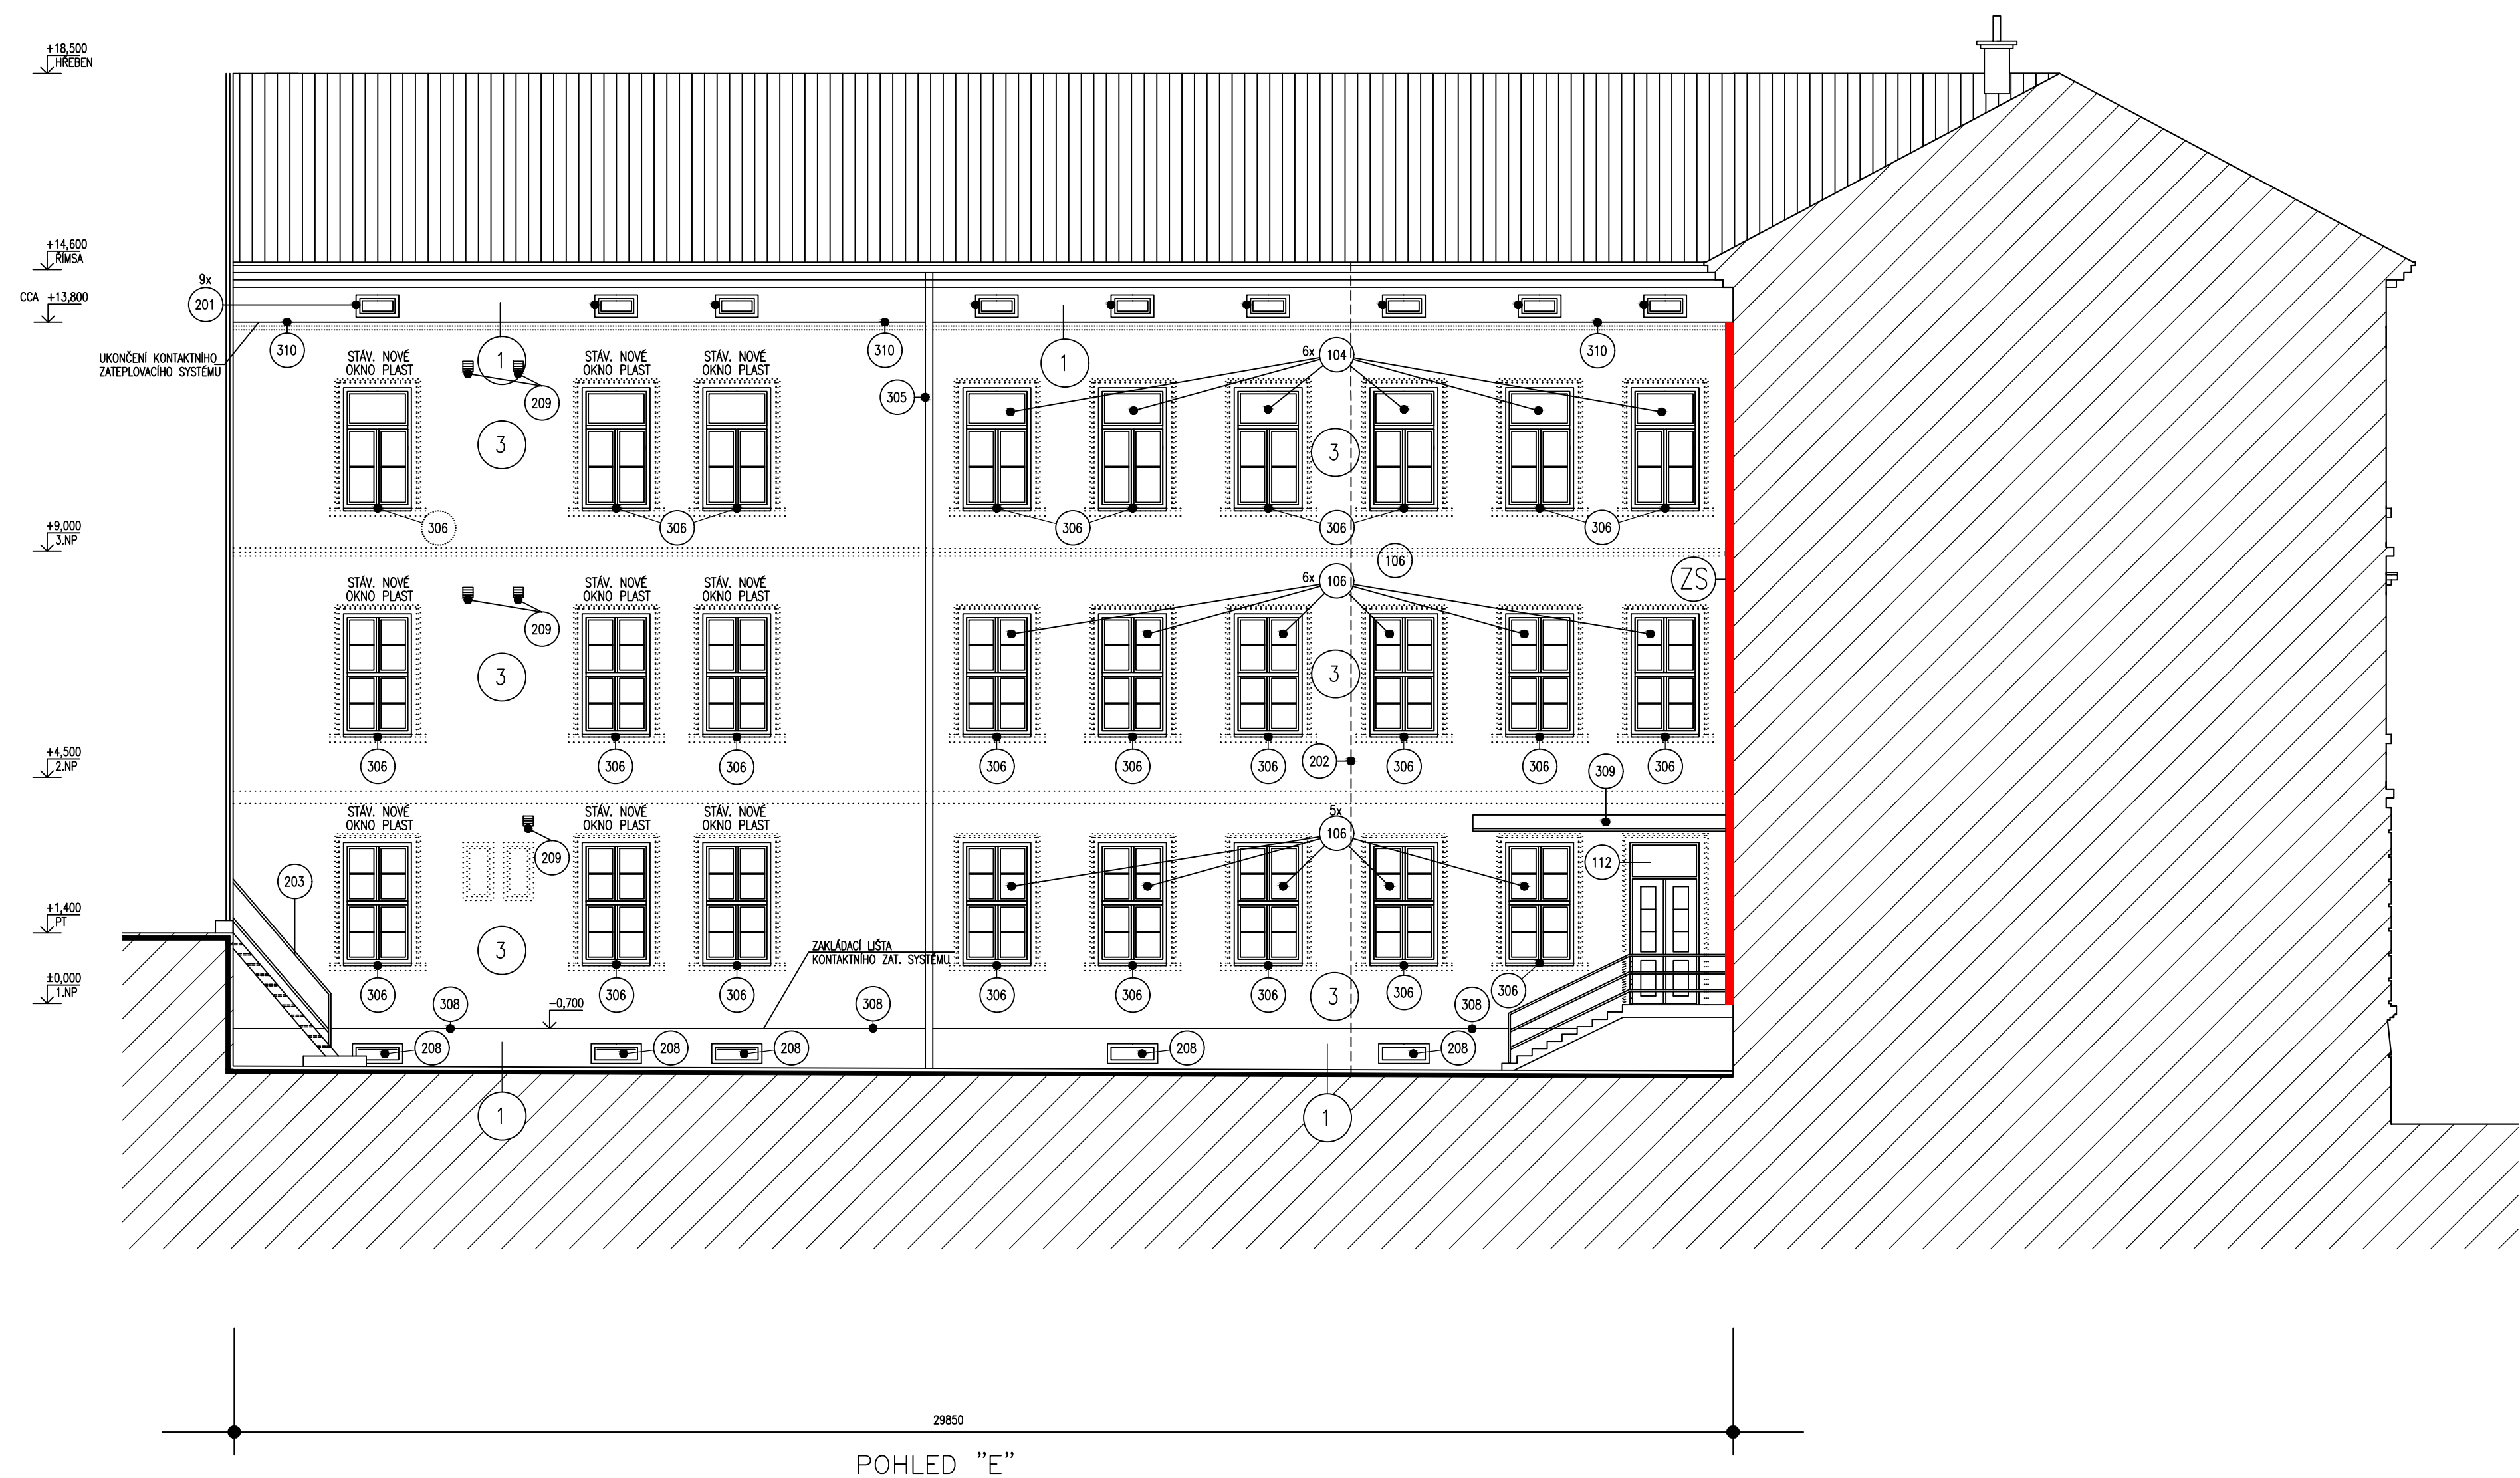 +18,500
HŘEBEN
+14,600
ŘÍMSA
9x
CCA +13,800
201
310
1
310
1
310
UKONČENÍ KONTAKTNÍHO
ZATEPLOVACÍHO SYSTÉMU
STÁV. NOVÉ
OKNO PLAST
STÁV. NOVÉ
OKNO PLAST
STÁV. NOVÉ
OKNO PLAST
6x 104
209
305
3
3
306
306
306
306
306
+9,000
3.NP
106
ZS
STÁV. NOVÉ
OKNO PLAST
STÁV. NOVÉ
OKNO PLAST
STÁV. NOVÉ
OKNO PLAST
6x 106
209
3
3
+4,500
2.NP
306
306
306
306
306
306
202
306
306
306
309
STÁV. NOVÉ
OKNO PLAST
STÁV. NOVÉ
OKNO PLAST
STÁV. NOVÉ
OKNO PLAST
5x
106
209
112
203
+1,400
PT
3
ZAKLÁDACÍ LIŠTA
KONTAKTNÍHO ZAT. SYSTÉMU
±0,000
1.NP
306
306
306
306
306
306
3
306
306
308
-0,700
308
308
208
208
208
208
208
1
1
29850
POHLED "E"